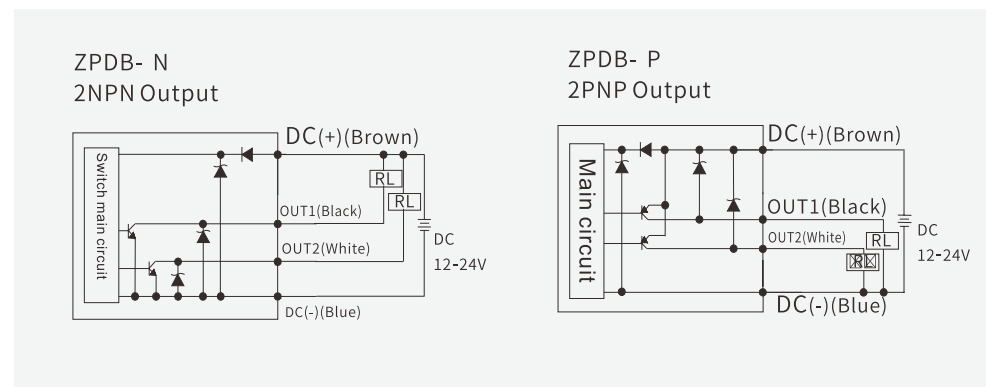 ZPDB- N
2NPN Output
DC(+)(Brown)
Switch main circuit
RL
RL
OUT1(Black)
OUT2(White)
DC
12-24V
DC(-)(Blue)
ZPDB- P
2PNP Output
DC(+)(Brown)
Main circuit
OUT1(Black)
OUT2(White)
RL
DC
12-24V
DC(-)(Blue)